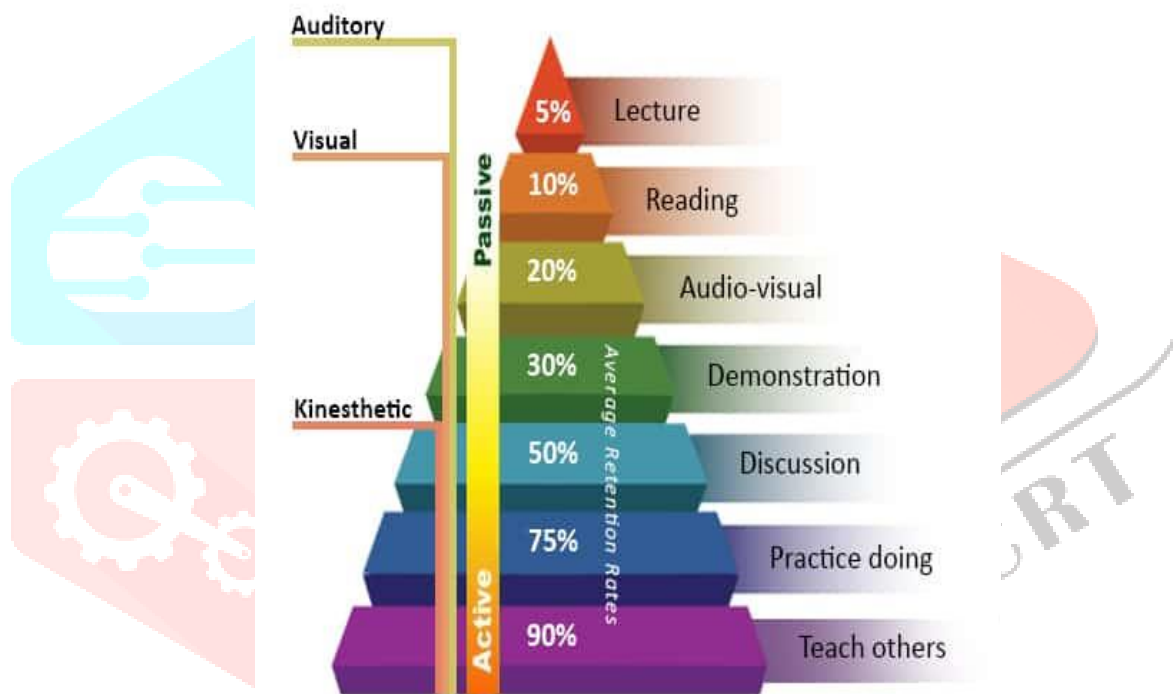 Auditory
5%
Lecture
Visual
10%
Reading
Passive
20%
Audio-visual
30%
Demonstration
Average Retention Rates
Kinesthetic
50%
Discussion
75%
Practice doing
Active
90%
Teach others